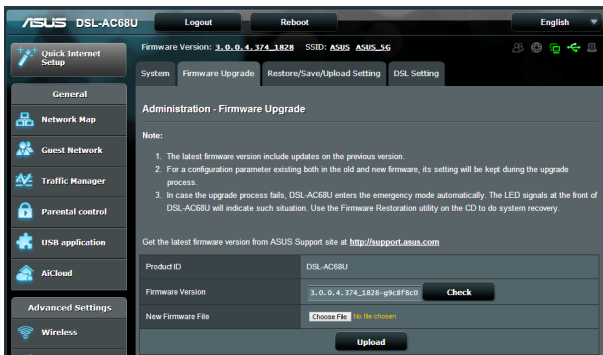 ASUS DSL-AC68U Logout Reboot English
Quick Internet Setup
Firmware Version: 3.0.0.4.374_1828 SSID: ASUS ASUS_5G
System Firmware Upgrade Restore/Save/Upload Setting DSL Setting
General
Network Map
Guest Network
Traffic Manager
Parental control
USB application
AiCloud
Advanced Settings
Wireless
Administration - Firmware Upgrade
Note:
1. The latest firmware version include updates on the previous version.
2. For a configuration parameter existing both in the old and new firmware, its setting will be kept during the upgrade
process.
3. In case the upgrade process fails, DSL-AC68U enters the emergency mode automatically. The LED signals at the front of
DSL-AC68U will indicate such situation. Use the Firmware Restoration utility on the CD to do system recovery.
Get the latest firmware version from ASUS Support site at http://support.asus.com
Product ID DSL-AC68U
Firmware Version 3.0.0.4.374_1828-g9c8f8c0 Check
New Firmware File Choose File No file chosen
Upload